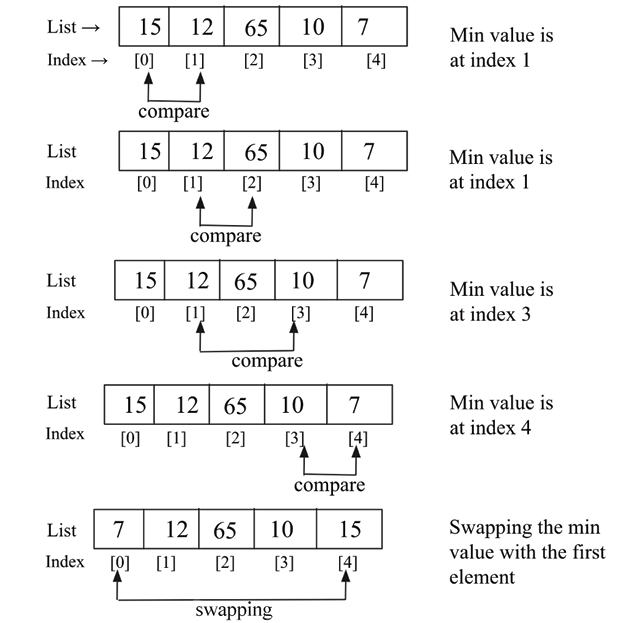 List → 15 12 65 10 7
Index → [0] [1] [2] [3] [4]
compare
Min value is
at index 1
List 15 12 65 10 7
Index [0] [1] [2] [3] [4]
compare
Min value is
at index 1
List 15 12 65 10 7
Index [0] [1] [2] [3] [4]
compare
Min value is
at index 3
List 15 12 65 10 7
Index [0] [1] [2] [3] [4]
compare
Min value is
at index 4
List 7 12 65 10 15
Index [0] [1] [2] [3] [4]
swapping
Swapping the min
value with the first
element